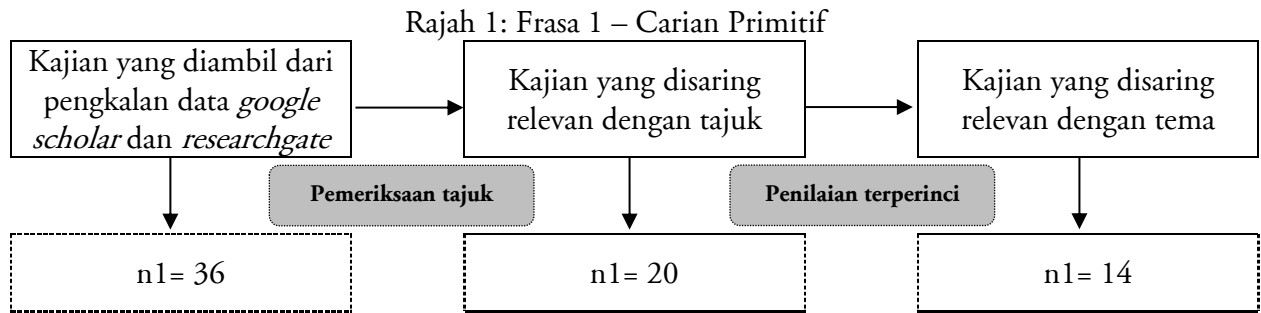 Rajah 1: Frasa 1 – Carian Primitif
Kajian yang diambil dari
pengkalan data google
scholar dan researchgate
Kajian yang disaring
relevan dengan tajuk
Kajian yang disaring
relevan dengan tema
Pemeriksaan tajuk
Penilaian terperinci
n1= 36
n1= 20
n1= 14